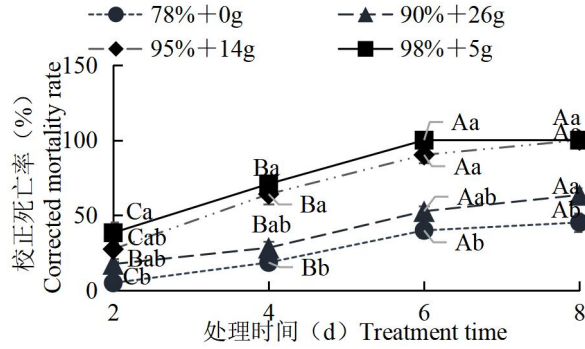 78%+0g
90%+26g
95%+14g
98%+5g
校正死亡率（%）
Corrected mortality rate
150
100
50
0
2
4
6
8
Ca
Cab
Bab
Cb
Ba
Ba
Bab
Bb
Aa
Aa
Aab
Ab
Aa
Aa
Aa
Ab
处理时间（d）Treatment time